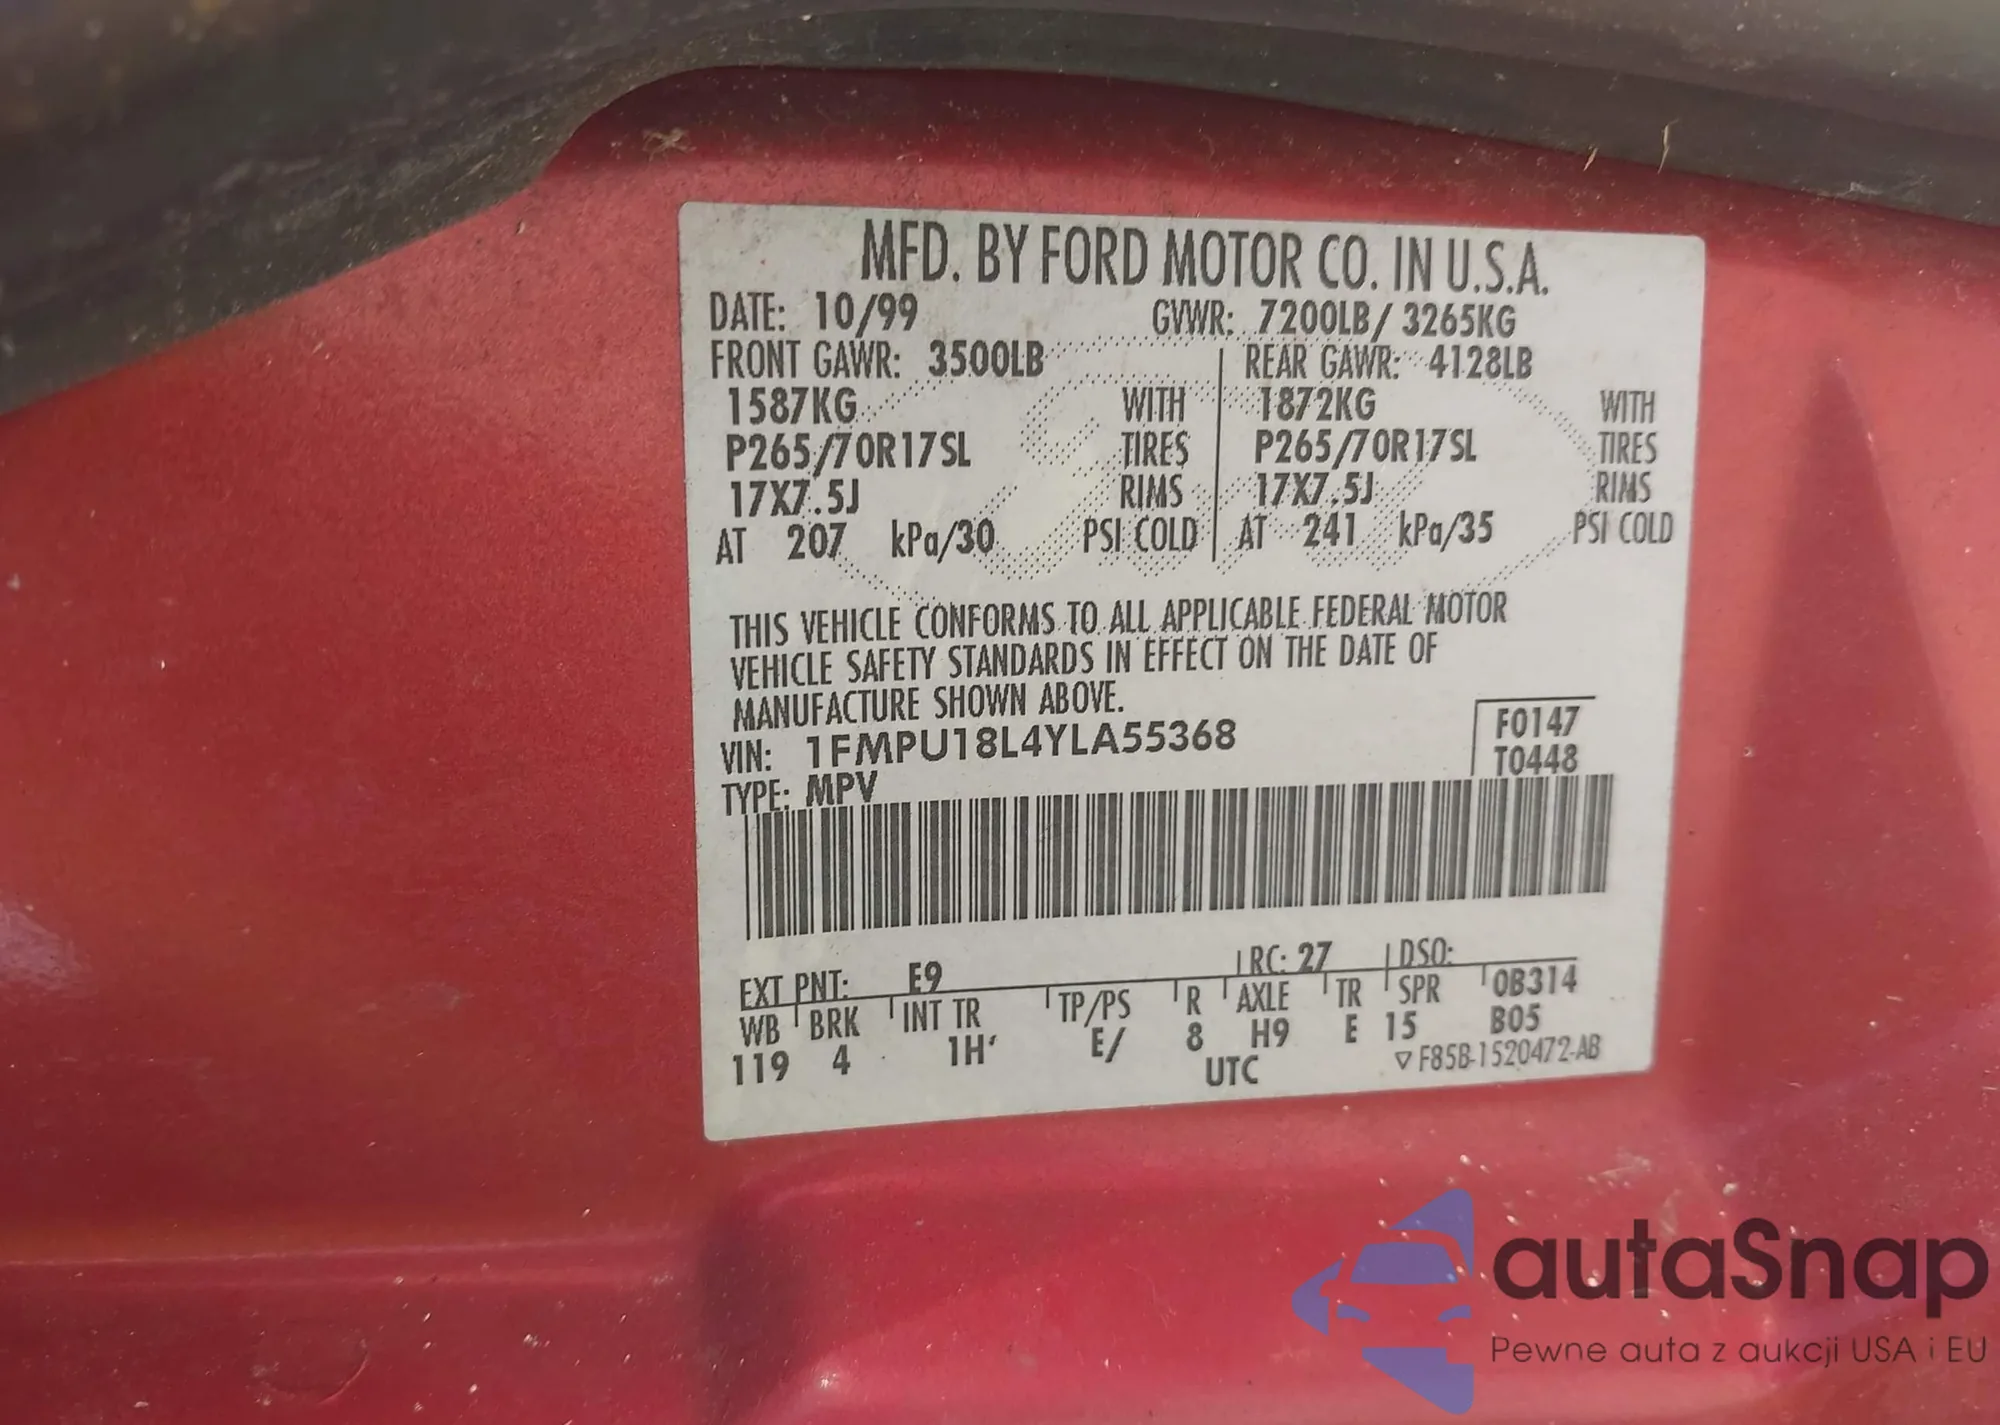 MFD. BY FORD MOTOR CO. IN U.S.A.
DATE: 10/99 GVWR: 7200LB/ 3265KG
FRONT GAWR: 3500LB REAR GAWR: 4128LB
1587KG WITH 1872KG WITH
P265/70R17SL TIRES P265/70R17SL TIRES
17X7.5J RIMS 17X7.5J RIMS
AT 207 kPa/30 PSI COLD AT 241 kPa/35 PSI COLD
THIS VEHICLE CONFORMS TO ALL APPLICABLE FEDERAL MOTOR
VEHICLE SAFETY STANDARDS IN EFFECT ON THE DATE OF
MANUFACTURE SHOWN ABOVE.
VIN: 1FMPU18L4YLA55368 F0147
TYPE: MPV T0448
EXT PNT: E9 RC: 27 DSO:
WB BRK INT TR TP/PS R AXLE TR SPR 0B314
119 4 1H' E/ 8 H9 E 15 B05
UTC ▽ F85B-1520472-AB
autaSnap
Pewne auta z aukcji USA i EU